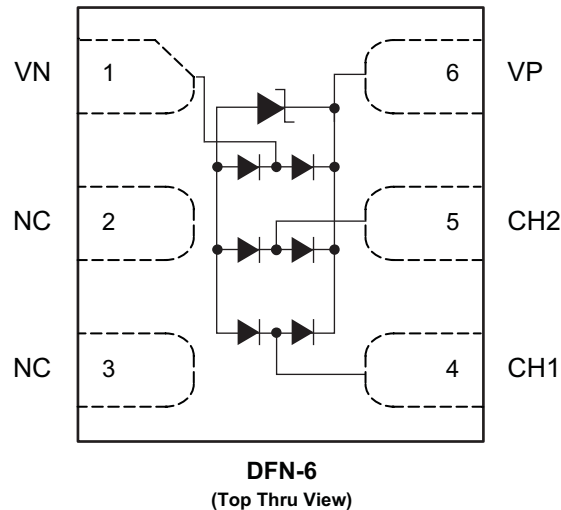 VN 1 6 VP
NC 2 5 CH2
NC 3 4 CH1
DFN-6
(Top Thru View)